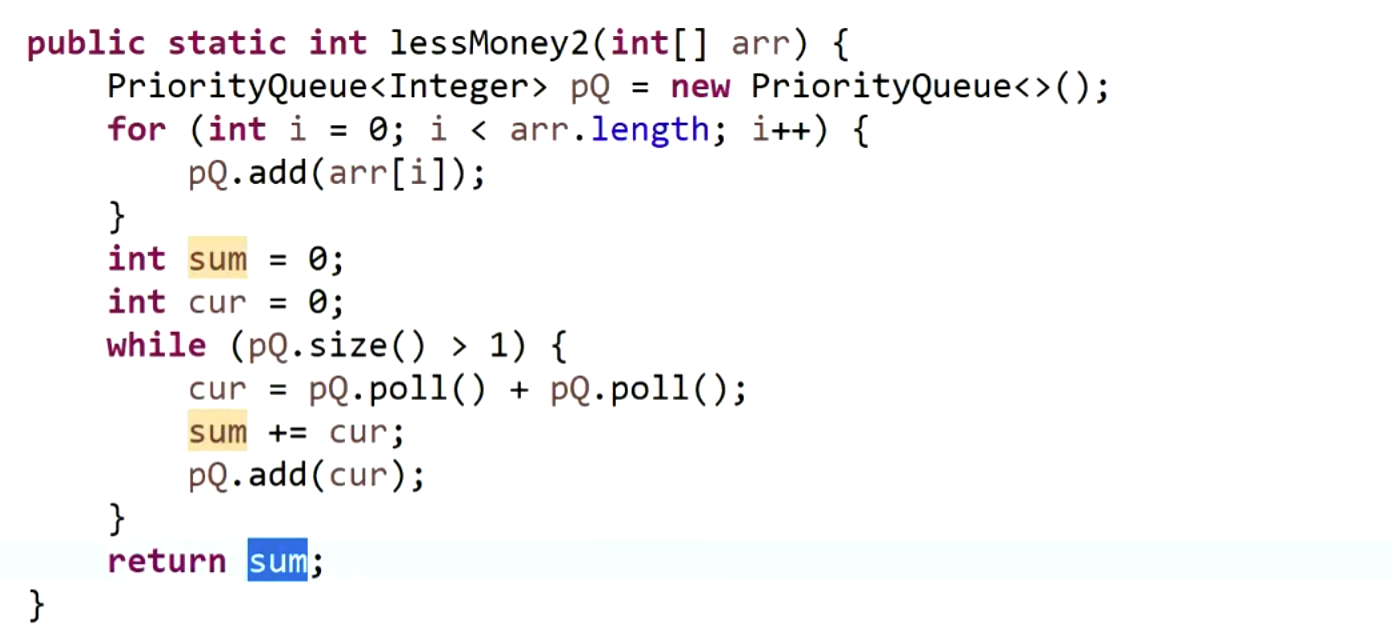 public static int lessMoney2(int[] arr) {
    PriorityQueue<Integer> pQ = new PriorityQueue<>();
    for (int i = 0; i < arr.length; i++) {
        pQ.add(arr[i]);
    }
    int sum = 0;
    int cur = 0;
    while (pQ.size() > 1) {
        cur = pQ.poll() + pQ.poll();
        sum += cur;
        pQ.add(cur);
    }
    return sum;
}